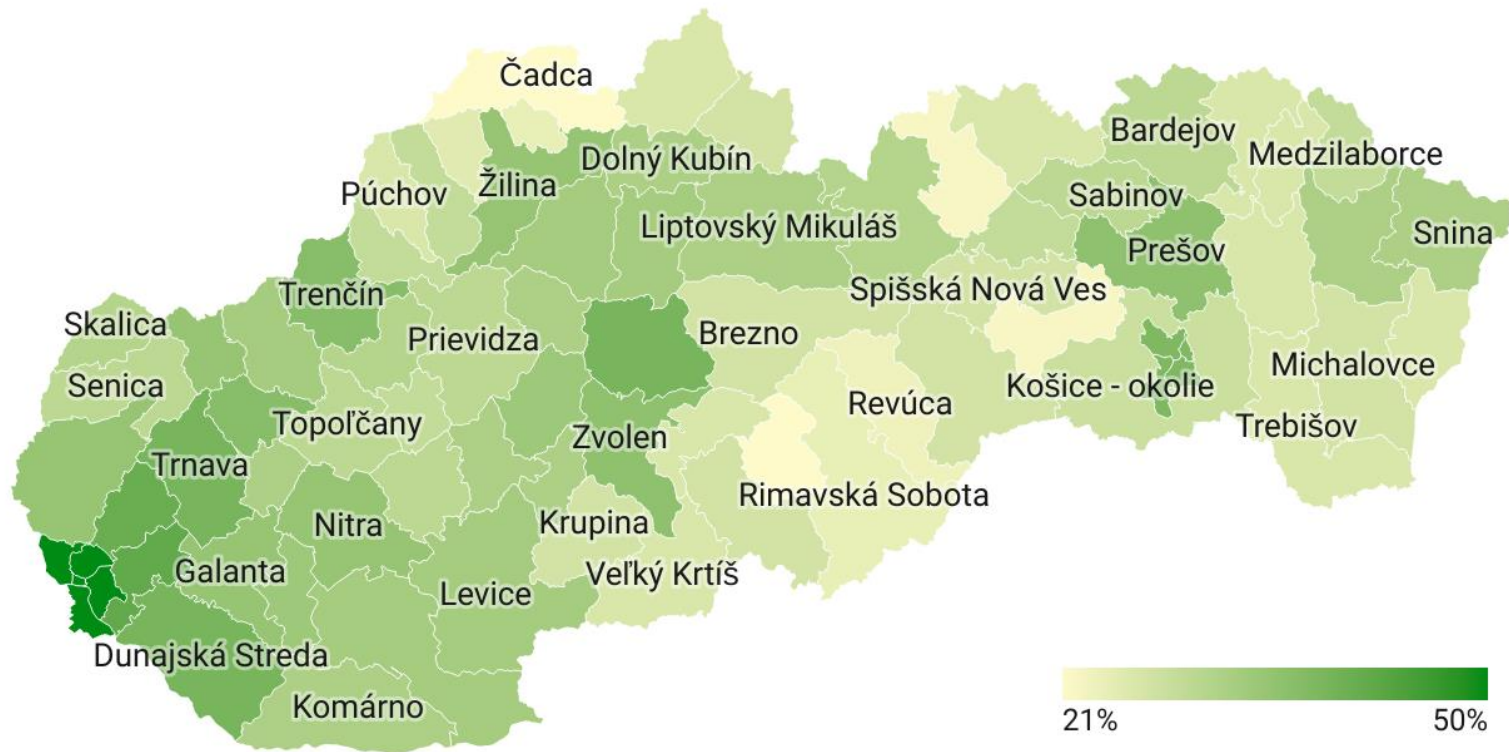 Čadca
Bardejov
Dolný Kubín
Medzilaborce
Púchov
Žilina
Sabinov
Liptovský Mikuláš
Snina
Prešov
Trenčín
Spišská Nová Ves
Skalica
Prievidza
Brezno
Michalovce
Senica
Košice - okolie
Revúca
Topoľčany
Zvolen
Trebišov
Trnava
Rimavská Sobota
Nitra
Krupina
Galanta
Veľký Krtíš
Levice
Dunajská Streda
Komárno
21%
50%